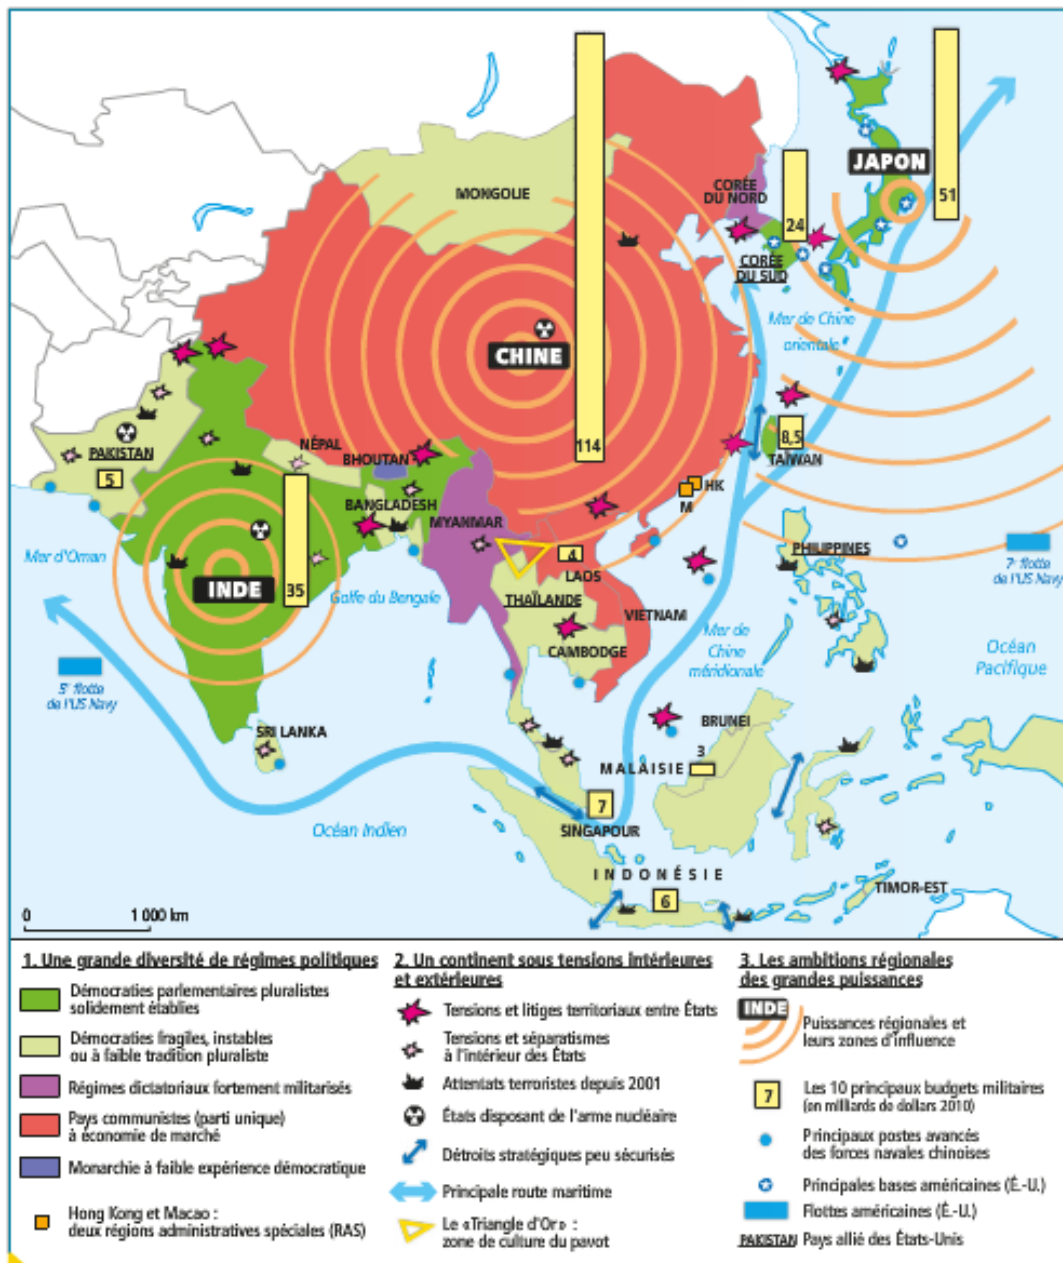 MONGOLIE
CORÉE
DU NORD
JAPON
51
24
CORÉE
DU SUD
Mer de Chine
orientale
CHINE
114
8,5
TAÏWAN
NÉPAL
BHOUTAN
PAKISTAN
5
BANGLADESH
MYANMAR
HK
M
Mer d'Oman
INDE
35
Golfe du Bengale
4
LAOS
THAÏLANDE
VIETNAM
CAMBODGE
PHILIPPINES
7e flotte
de l'US Navy
Mer de
Chine
méridionale
Océan
Pacifique
5e flotte
de l'US Navy
SRI LANKA
BRUNEI
3
MALAISIE
7
SINGAPOUR
Océan Indien
INDONÉSIE
6
TIMOR-EST
0 1 000 km
1. Une grande diversité de régimes politiques
Démocraties parlementaires pluralistes
solidement établies
Démocraties fragiles, instables
ou à faible tradition pluraliste
Régimes dictatoriaux fortement militarisés
Pays communistes (parti unique)
à économie de marché
Monarchie à faible expérience démocratique
Hong Kong et Macao :
deux régions administratives spéciales (RAS)
2. Un continent sous tensions intérieures
et extérieures
Tensions et litiges territoriaux entre États
Tensions et séparatismes
à l'intérieur des États
Attentats terroristes depuis 2001
États disposant de l'arme nucléaire
Détroits stratégiques peu sécurisés
Principale route maritime
Le «Triangle d'Or» :
zone de culture du pavot
3. Les ambitions régionales
des grandes puissances
INDE
Puissances régionales et
leurs zones d'influence
7
Les 10 principaux budgets militaires
(en milliards de dollars 2010)
Principaux postes avancés
des forces navales chinoises
Principales bases américaines (É.-U.)
Flottes américaines (É.-U.)
PAKISTAN Pays allié des États-Unis